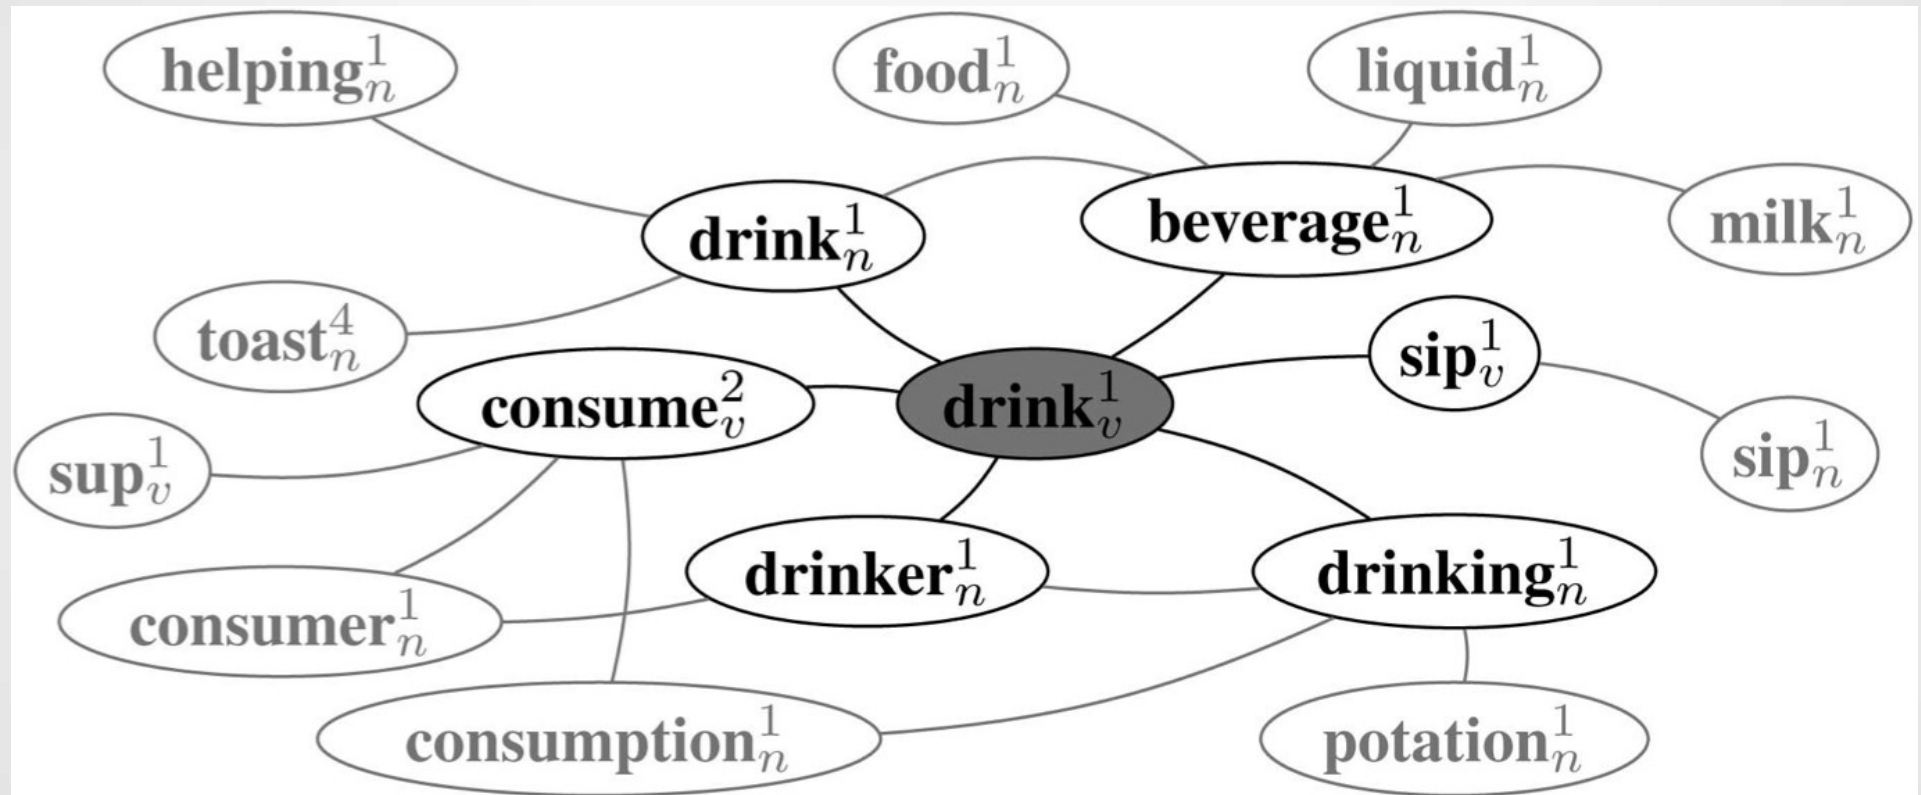 helping¹ₙ
food¹ₙ
liquid¹ₙ
drink¹ₙ
beverage¹ₙ
milk¹ₙ
toast⁴ₙ
sip¹ᵥ
consume²ᵥ
drink¹ᵥ
sup¹ᵥ
sip¹ₙ
drinker¹ₙ
drinking¹ₙ
consumer¹ₙ
consumption¹ₙ
potation¹ₙ